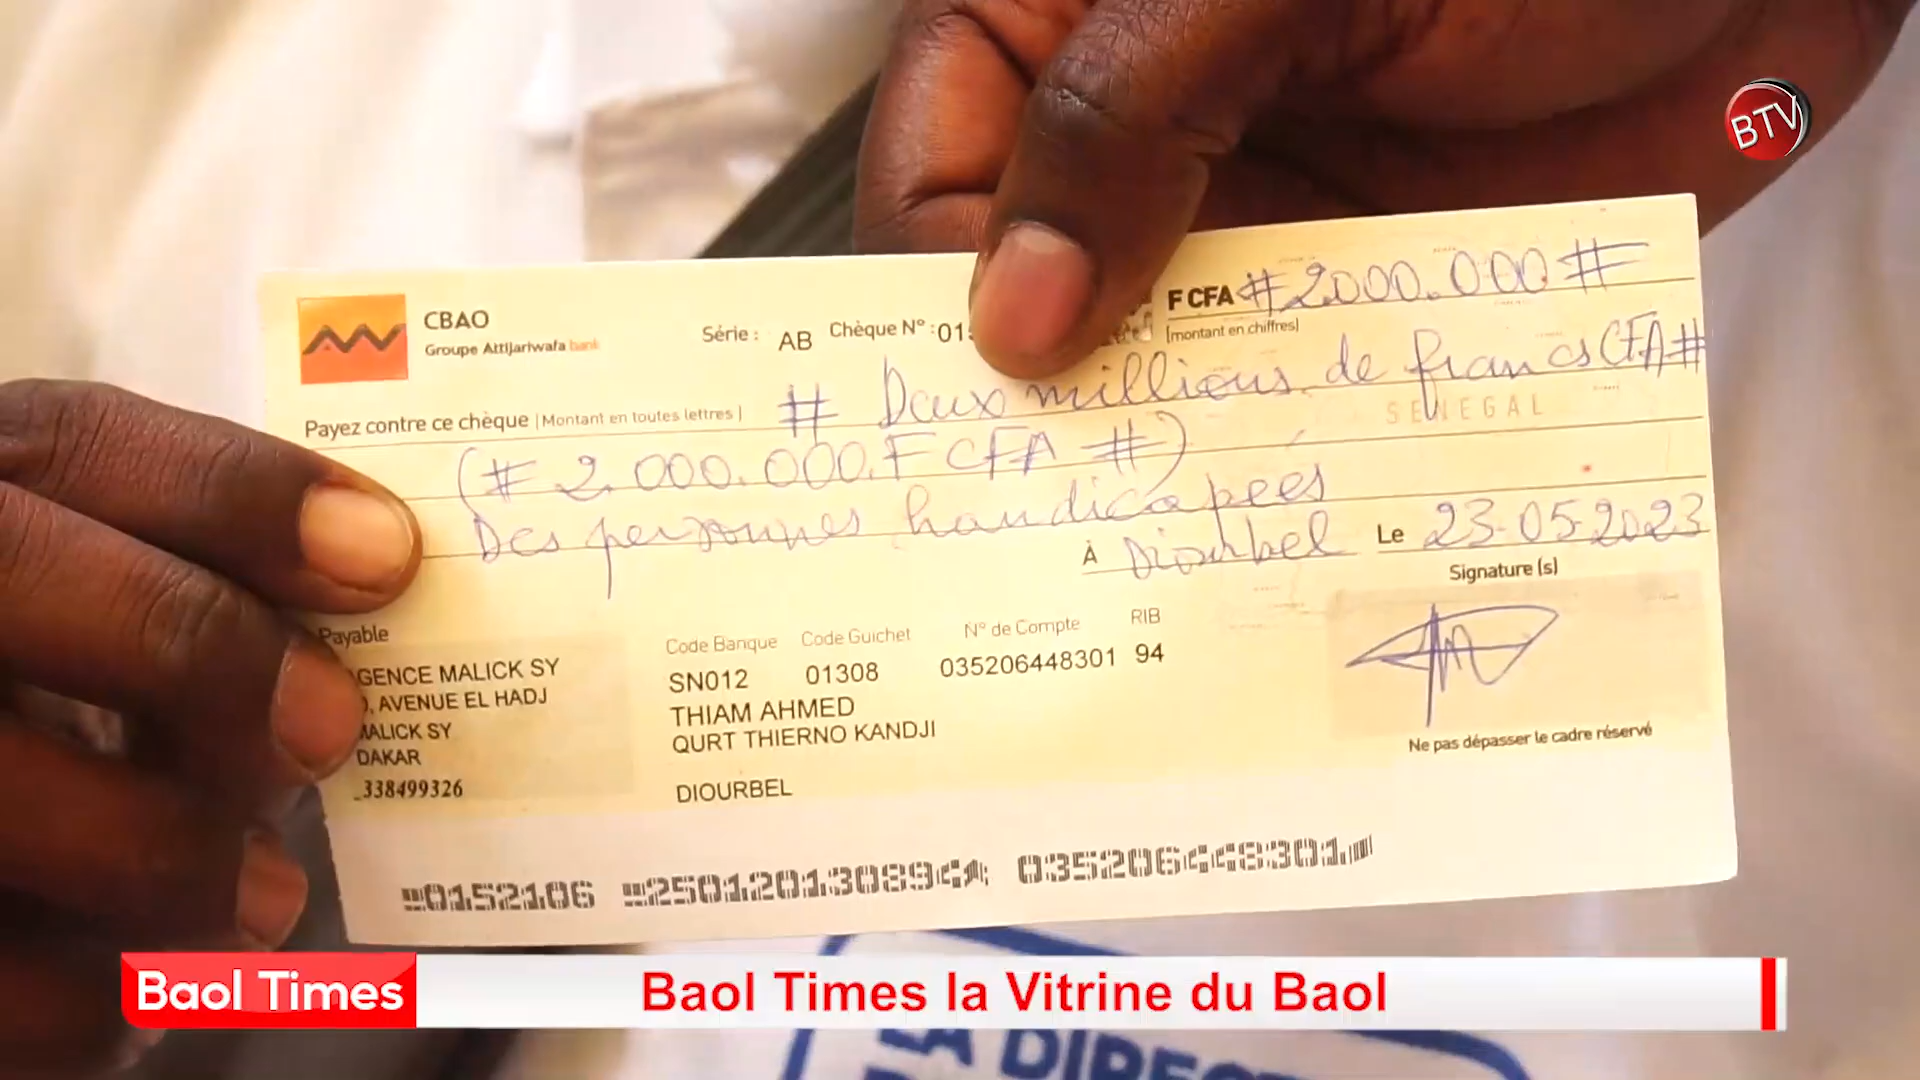 BTV
CBAO
Groupe Attijariwafa bank
Série : AB Chèque N° : 015
F CFA # 2.000.000 #
[montant en chiffres]
Payez contre ce chèque [Montant en toutes lettres] # Deux millions de francs CFA #
SENEGAL
(# 2.000.000.F CFA #)
Des personnes handicapées
À Diourbel Le 23-05-2023
Signature (s)
Payable
GENCE MALICK SY
, AVENUE EL HADJ
MALICK SY
DAKAR
338499326
Code Banque Code Guichet N° de Compte RIB
SN012 01308 035206448301 94
THIAM AHMED
QURT THIERNO KANDJI
DIOURBEL
Ne pas dépasser le cadre réservé
0152106 25012013089 035206448301
Baol Times
Baol Times la Vitrine du Baol
LA DIRECT